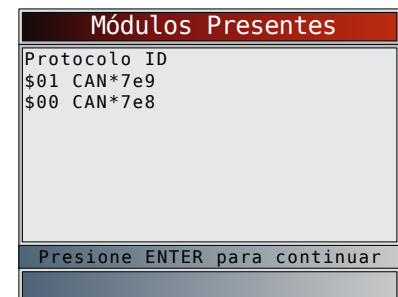 Módulos Presentes
Protocolo ID
$01 CAN*7e9
$00 CAN*7e8
Presione ENTER para continuar